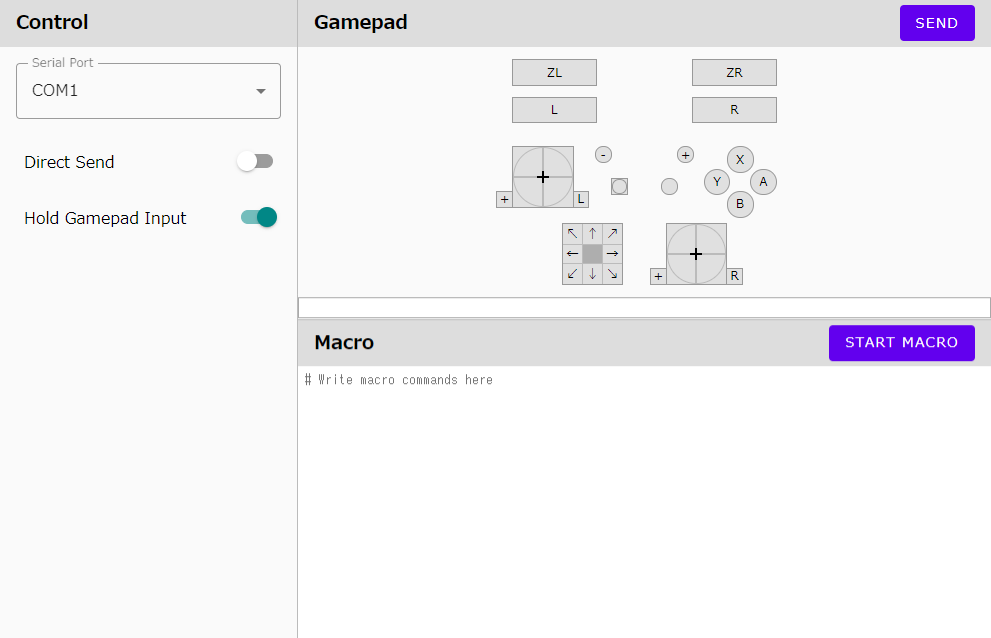 Control
Serial Port
COM1
Direct Send
Hold Gamepad Input
Gamepad
SEND
ZL
ZR
L
R
-
+
X
Y
A
B
+
L
↖ ↑ ↗
← →
↙ ↓ ↘
+
R
Macro
START MACRO
# Write macro commands here